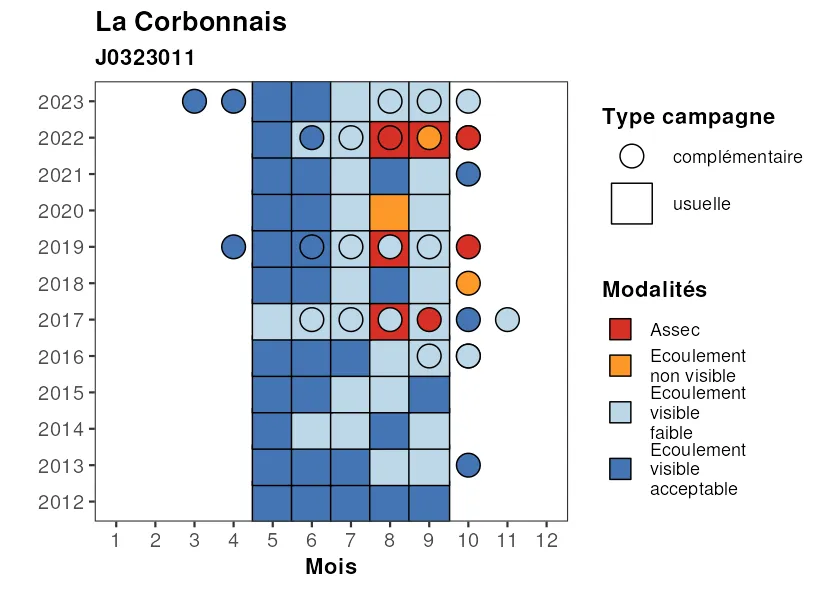 La Corbonnais
J0323011
2023
2022
2021
2020
2019
2018
2017
2016
2015
2014
2013
2012
1 2 3 4 5 6 7 8 9 10 11 12
Mois
Type campagne
complémentaire
usuelle
Modalités
Assec
Ecoulement
non visible
Ecoulement
visible
faible
Ecoulement
visible
acceptable